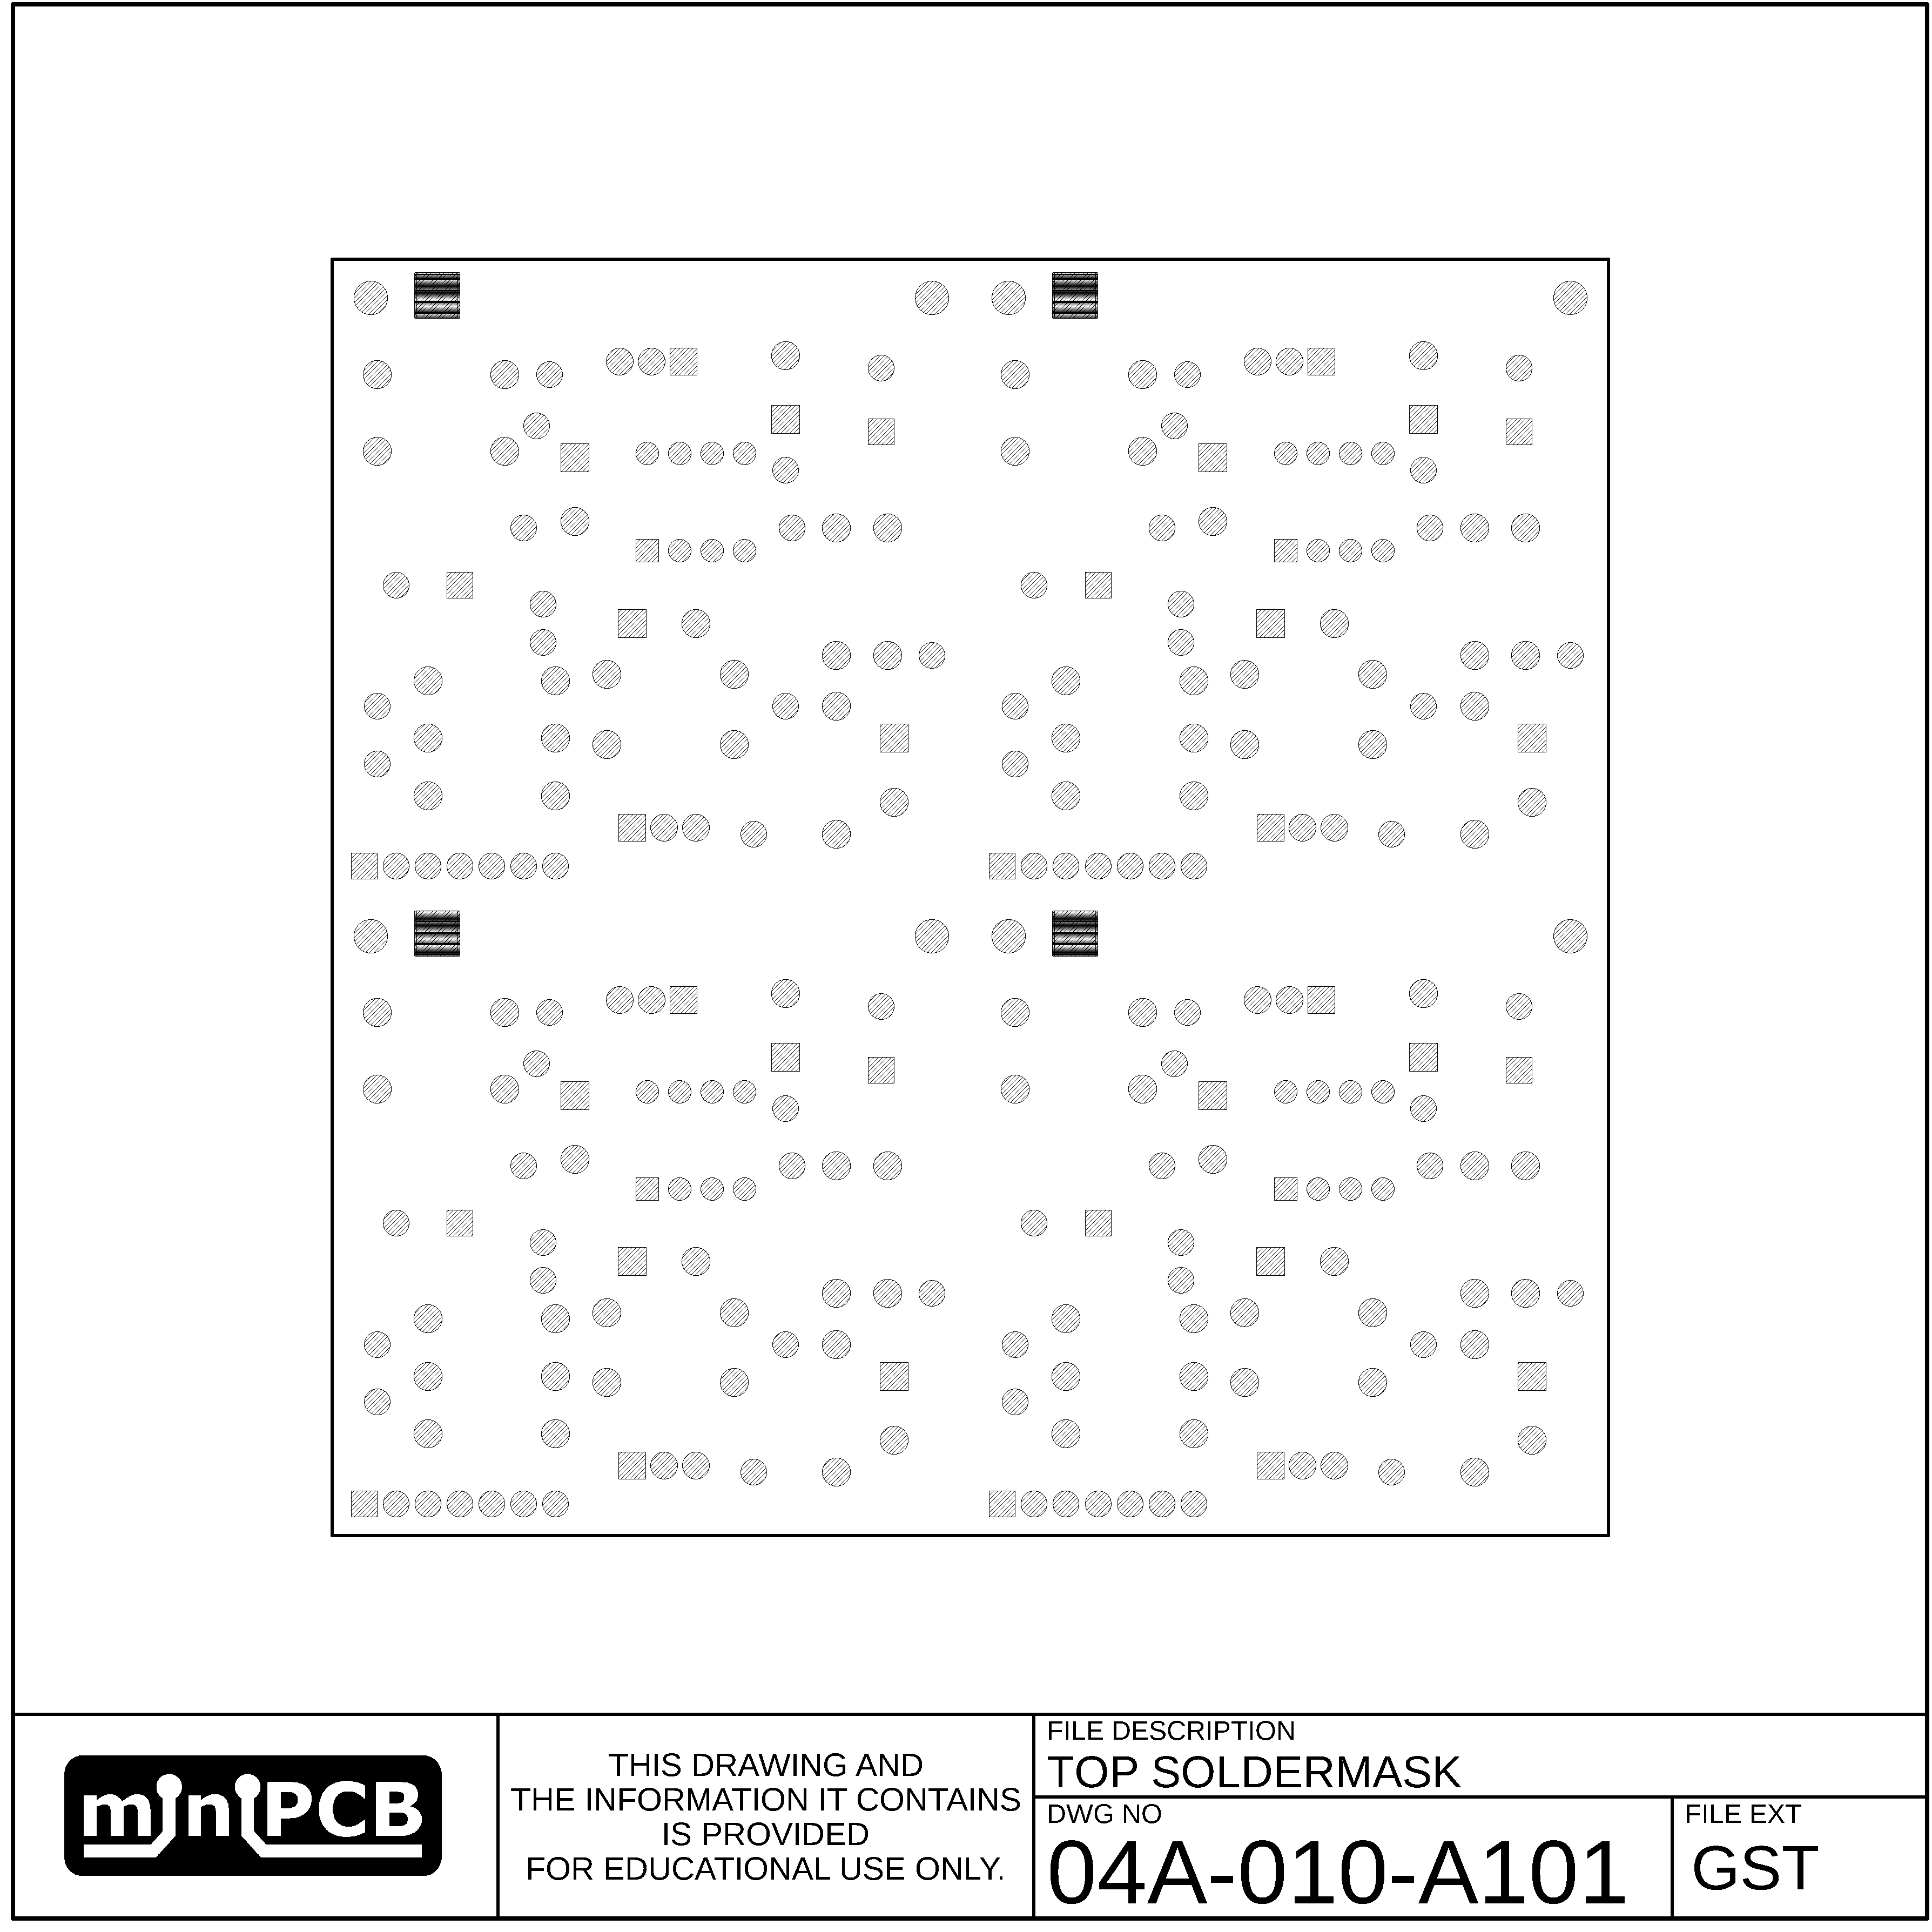 miniPCB
THIS DRAWING AND
THE INFORMATION IT CONTAINS
IS PROVIDED
FOR EDUCATIONAL USE ONLY.
FILE DESCRIPTION
TOP SOLDERMASK
DWG NO
04A-010-A101
FILE EXT
GST